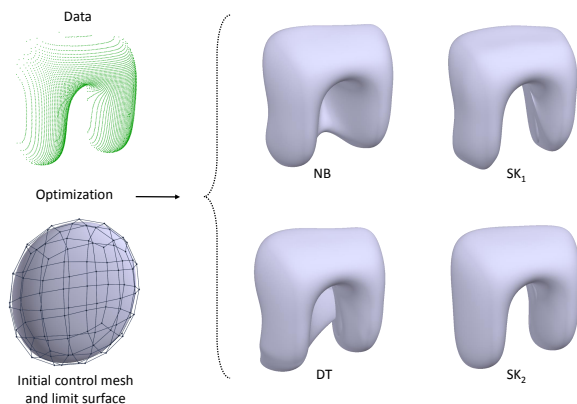 Data
Optimization
Initial control mesh
and limit surface
NB
SK1
DT
SK2